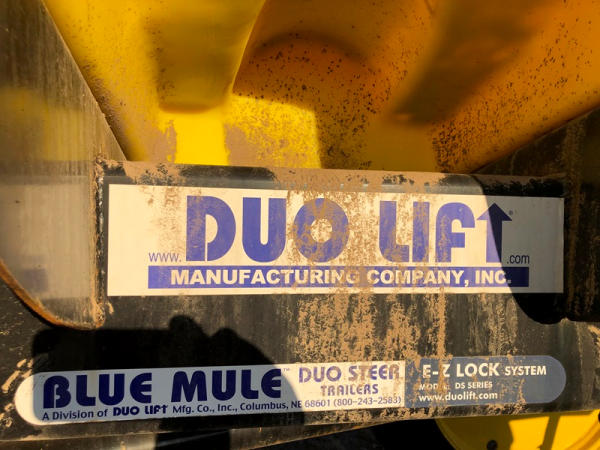 www. DUO LIFT .com
MANUFACTURING COMPANY, INC.
BLUE MULE™ DUO STEER TRAILERS
A Division of DUO LIFT Mfg. Co., Inc., Columbus, NE 68601 (800-243-2583)
E-Z LOCK SYSTEM
MODEL: DS SERIES
www.duolift.com